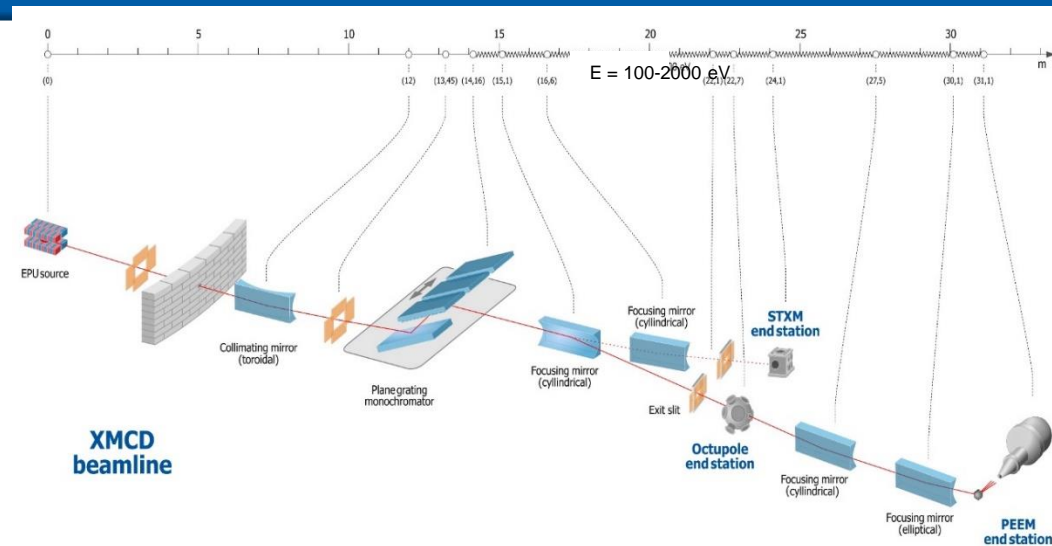 0 5 10 15 20 25 30
E = 100-2000 eV
m
(0) (12) (13,45) (14,16) (15,1) (16,6) (22,1) (22,7) (24,1) (27,5) (30,1) (31,1)
EPU source
Collimating mirror
(toroidal)
Plane grating
monochromator
Focusing mirror
(cylindrical)
Focusing mirror
(cylindrical)
STXM
end station
Exit slit
XMCD
beamline
Octupole
end station
Focusing mirror
(cylindrical)
Focusing mirror
(elliptical)
PEEM
end station